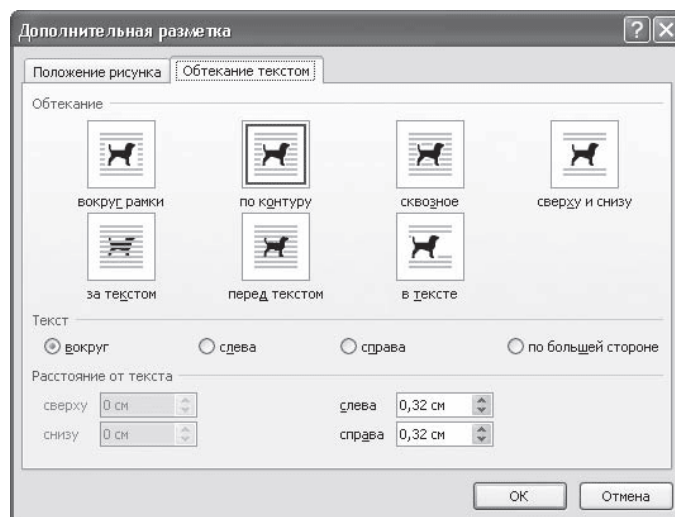 Дополнительная разметка
Положение рисунка Обтекание текстом
Обтекание
вокруг рамки по контуру сквозное сверху и снизу
за текстом перед текстом в тексте
Текст
вокруг слева справа по большей стороне
Расстояние от текста
сверху 0 см слева 0,32 см
снизу 0 см справа 0,32 см
ОК Отмена